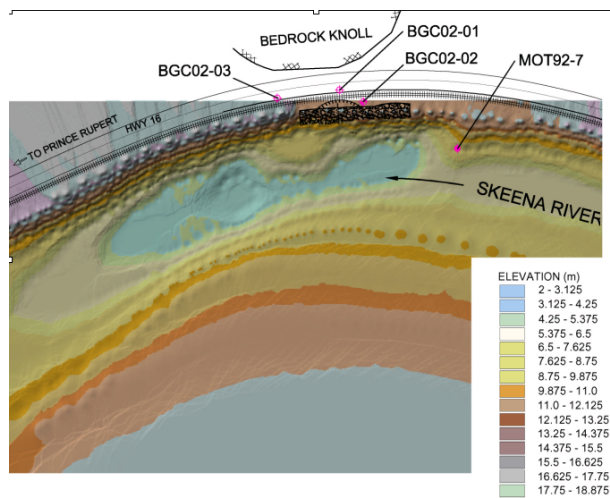 BEDROCK KNOLL
BGC02-01
BGC02-02
BGC02-03
MOT92-7
TO PRINCE RUPERT
HWY 16
SKEENA RIVER
ELEVATION (m)
2 - 3.125
3.125 - 4.25
4.25 - 5.375
5.375 - 6.5
6.5 - 7.625
7.625 - 8.75
8.75 - 9.875
9.875 - 11.0
11.0 - 12.125
12.125 - 13.25
13.25 - 14.375
14.375 - 15.5
15.5 - 16.625
16.625 - 17.75
17.75 - 18.875